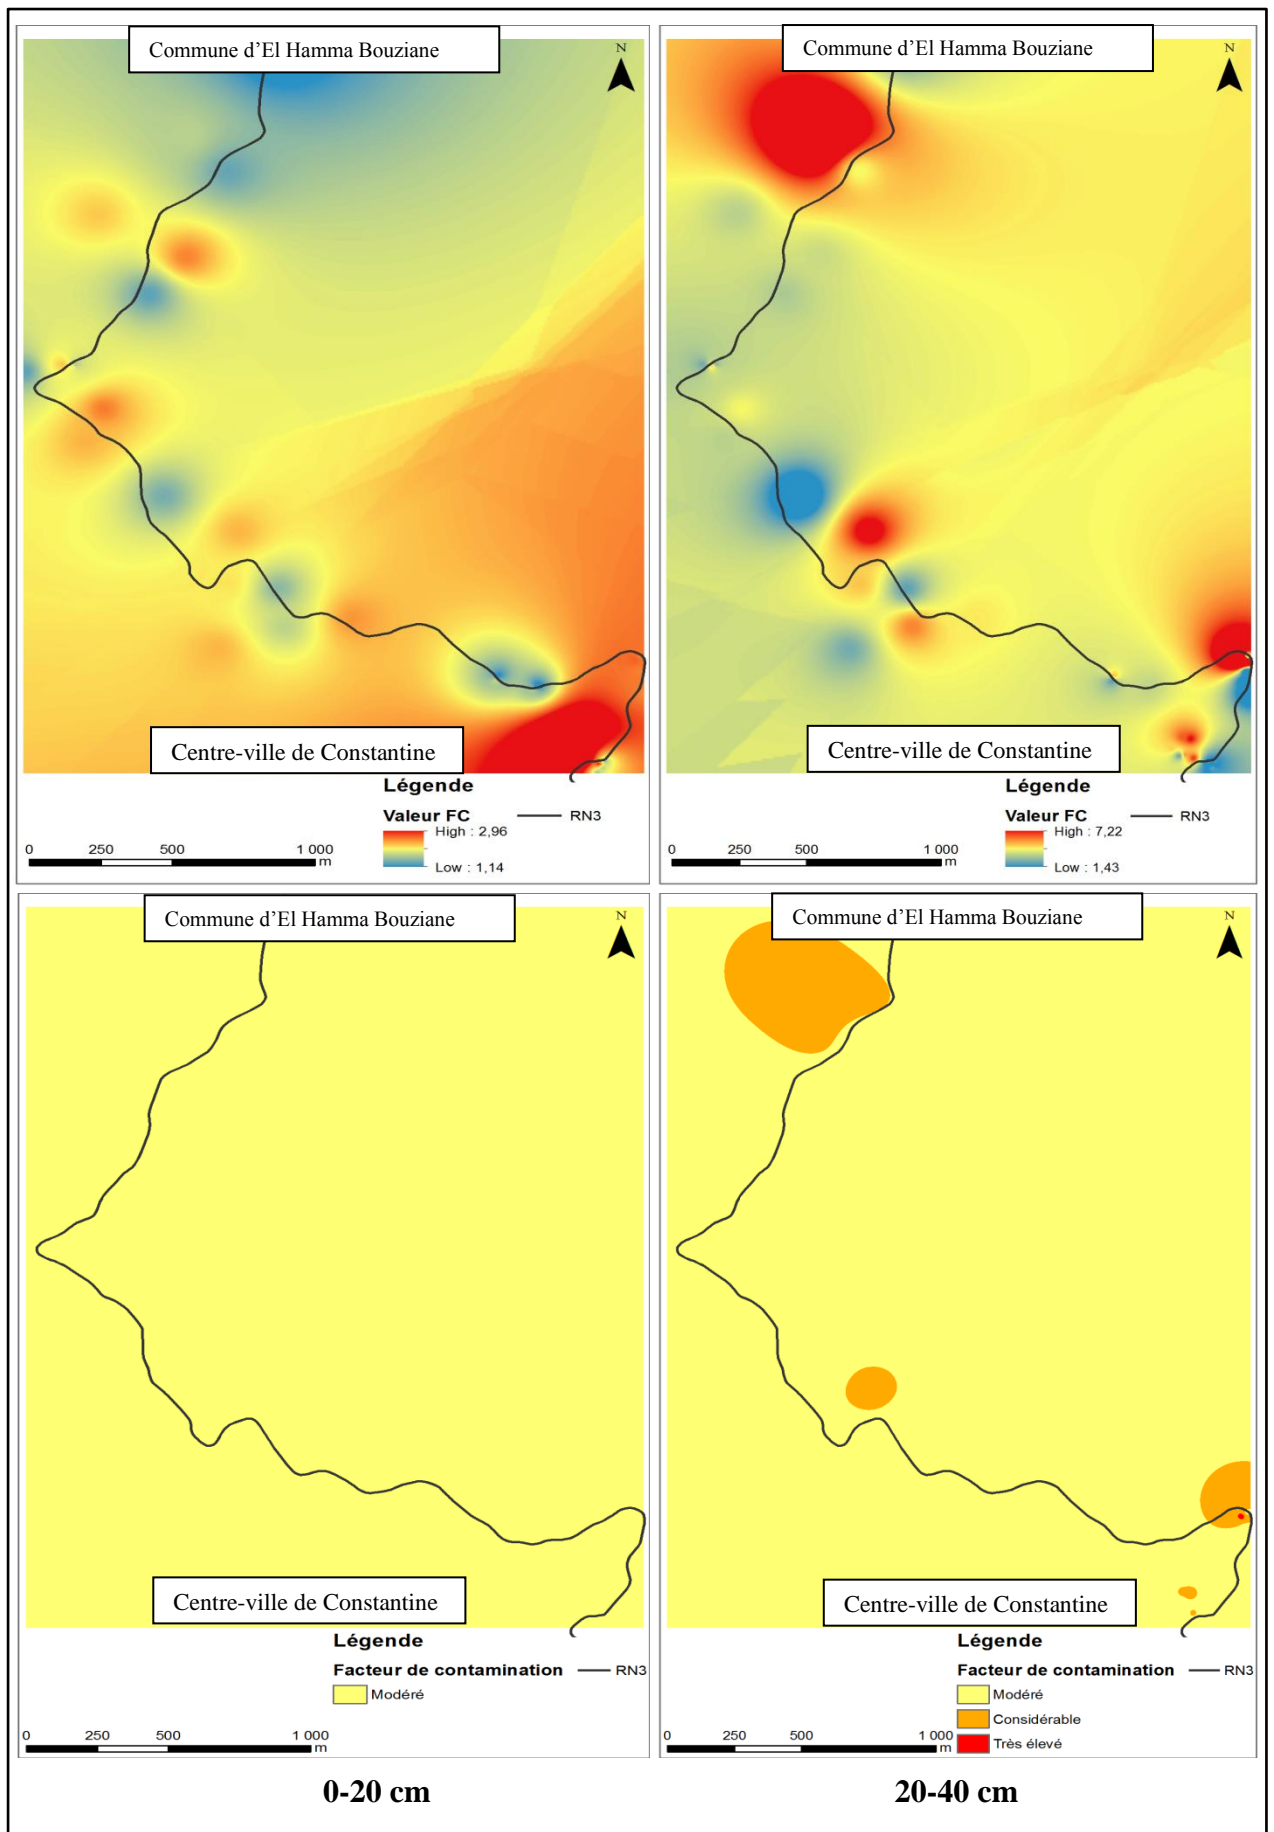 Commune d'El Hamma Bouziane
N
Centre-ville de Constantine
Légende
Valeur FC
RN3
High : 2,96
Low : 1,14
0 250 500 1 000
m
Commune d'El Hamma Bouziane
N
Centre-ville de Constantine
Légende
Valeur FC
RN3
High : 7,22
Low : 1,43
0 250 500 1 000
m
Commune d'El Hamma Bouziane
N
Centre-ville de Constantine
Légende
Facteur de contamination
RN3
Modéré
0 250 500 1 000
m
Commune d'El Hamma Bouziane
N
Centre-ville de Constantine
Légende
Facteur de contamination
RN3
Modéré
Considérable
Très élevé
0 250 500 1 000
m
0-20 cm
20-40 cm